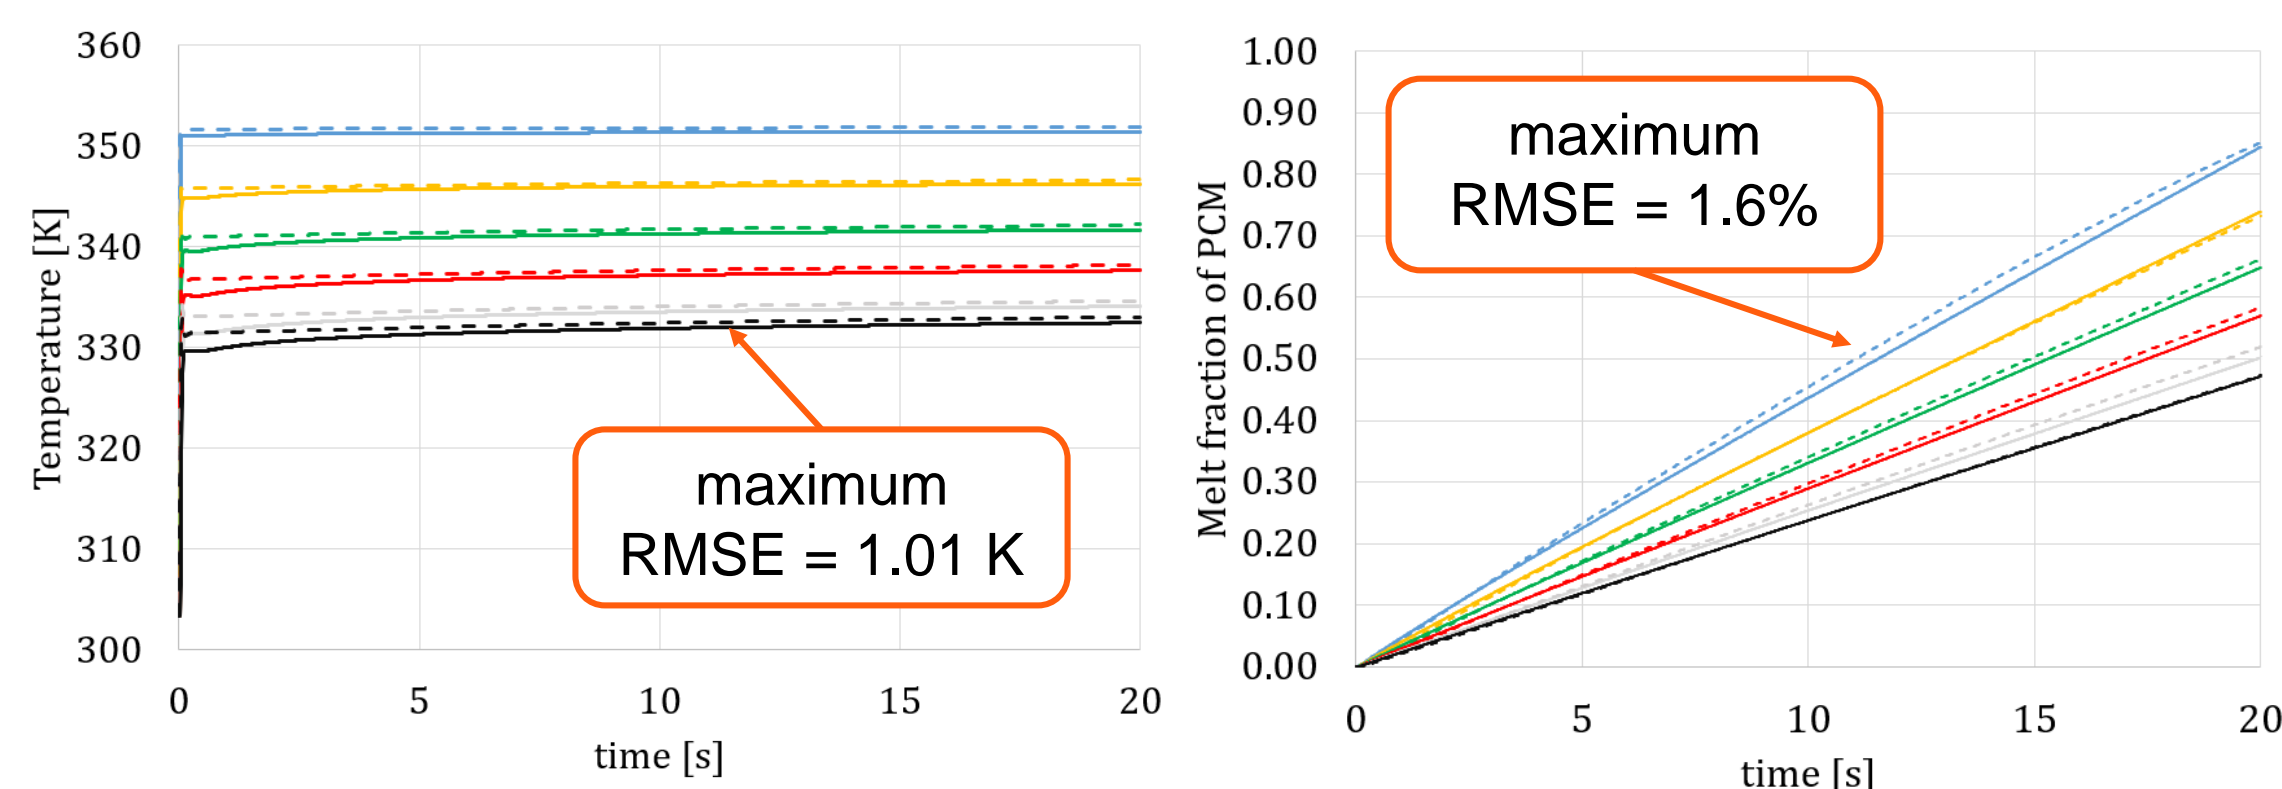 360
350
340
330
320
310
300
Temperature [K]
0 5 10 15 20
time [s]
maximum
RMSE = 1.01 K
1.00
0.90
0.80
0.70
0.60
0.50
0.40
0.30
0.20
0.10
0.00
Melt fraction of PCM
0 5 10 15 20
time [s]
maximum
RMSE = 1.6%